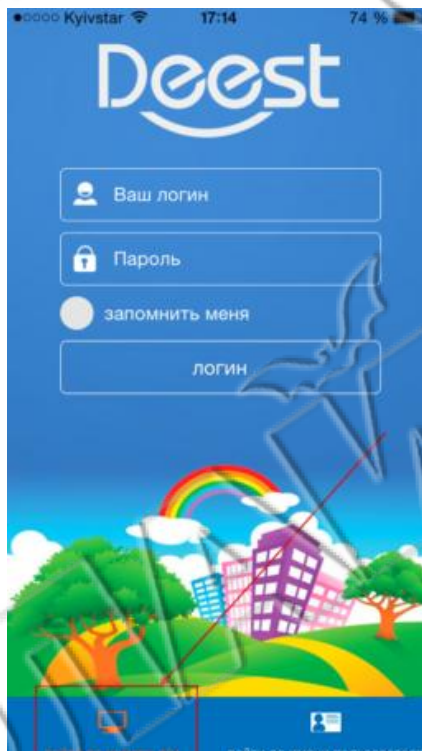 Kyivstar 17:14 74 %
Deest
Ваш логин
Пароль
запомнить меня
логин